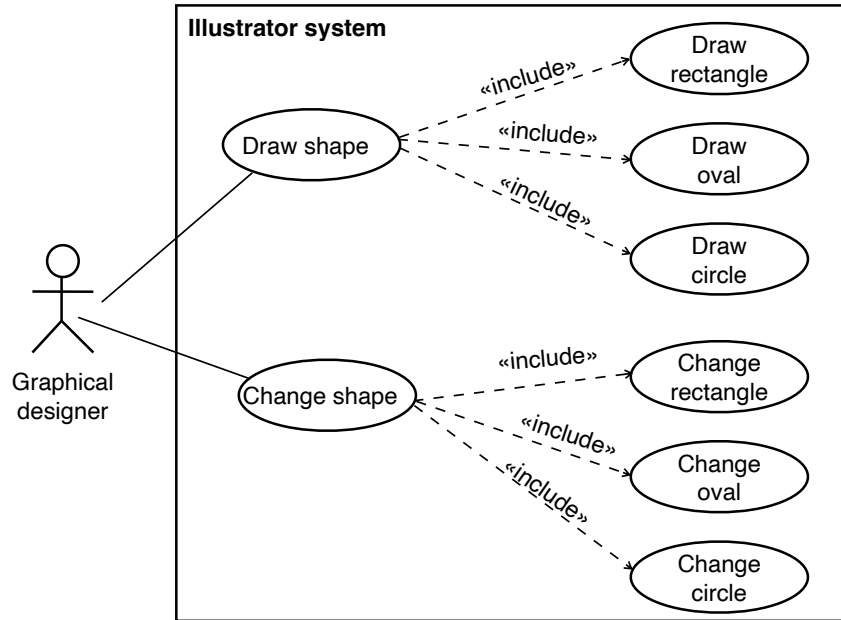 Illustrator system
Draw shape
«include»
«include»
«include»
Draw
rectangle
Draw
oval
Draw
circle
Graphical
designer
Change shape
«include»
«include»
«include»
Change
rectangle
Change
oval
Change
circle